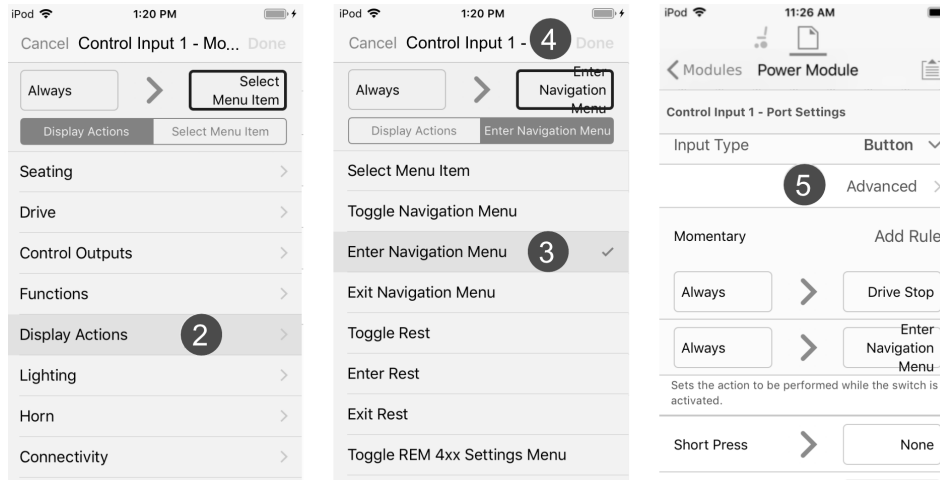 iPod 1:20 PM
Cancel Control Input 1 - Mo... Done
Always
Select
Menu Item
Display Actions Select Menu Item
Seating
Drive
Control Outputs
Functions
Display Actions 2
Lighting
Horn
Connectivity
iPod 1:20 PM
Cancel Control Input 1 - 4 Done
Always
Enter
Navigation
Menu
Display Actions Enter Navigation Menu
Select Menu Item
Toggle Navigation Menu
Enter Navigation Menu 3
Exit Navigation Menu
Toggle Rest
Enter Rest
Exit Rest
Toggle REM 4xx Settings Menu
iPod 11:26 AM
Modules Power Module
Control Input 1 - Port Settings
Input Type Button
5 Advanced
Momentary Add Rule
Always Drive Stop
Always
Enter
Navigation
Menu
Sets the action to be performed while the switch is
activated.
Short Press None